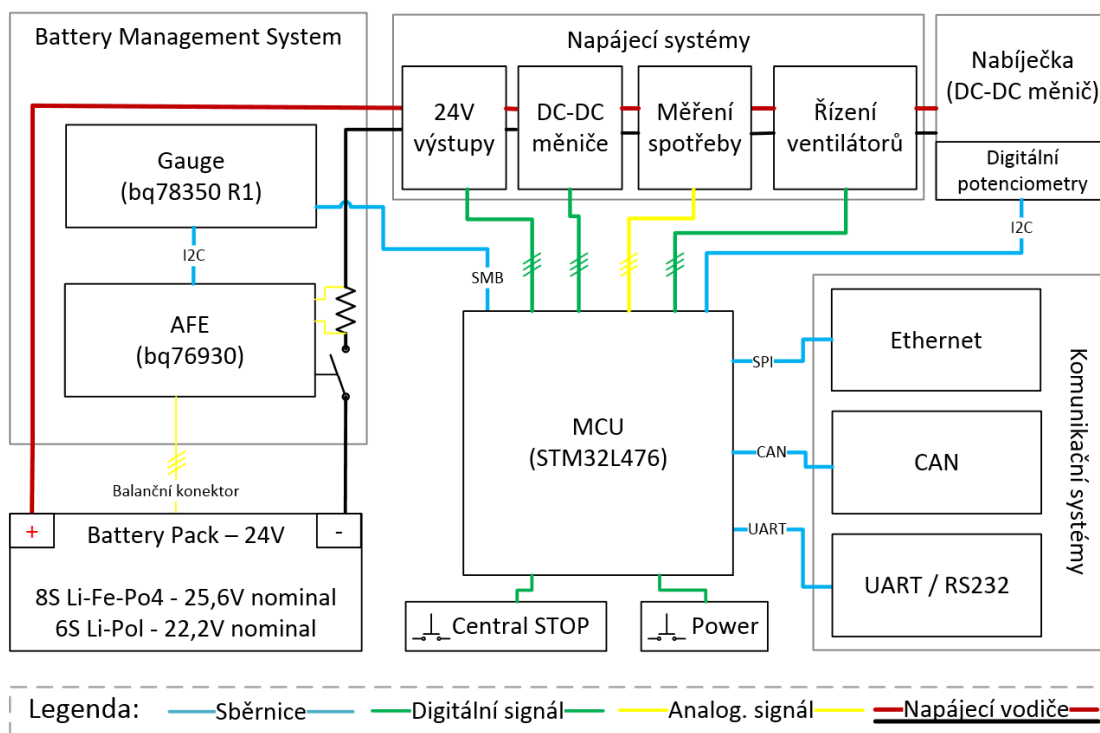 Battery Management System
Napájecí systémy
Nabíječka
(DC-DC měnič)
24V
výstupy
DC-DC
měniče
Měření
spotřeby
Řízení
ventilátorů
Digitální
potenciometry
Gauge
(bq78350 R1)
I2C
I2C
SMB
AFE
(bq76930)
MCU
(STM32L476)
SPI
CAN
UART
Ethernet
CAN
UART / RS232
Komunikační systémy
Balanční konektor
+
Battery Pack – 24V
-
8S Li-Fe-Po4 - 25,6V nominal
6S Li-Pol - 22,2V nominal
Central STOP
Power
Legenda:
Sběrnice
Digitální signál
Analog. signál
Napájecí vodiče